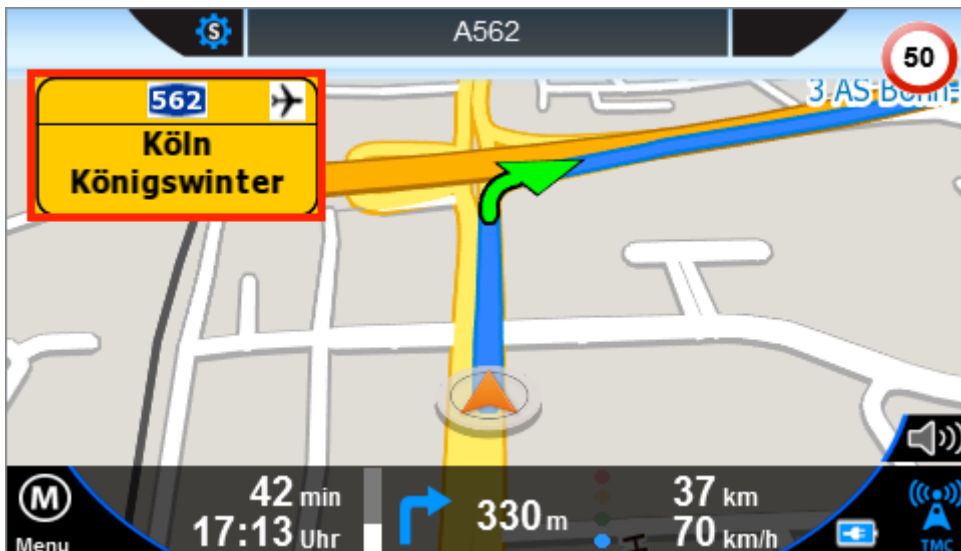 S
A562
50
562
Köln
Königswinter
3 AS-Bonn-
M
Menu
42 min
17:13 Uhr
330 m
37 km
70 km/h
TMC